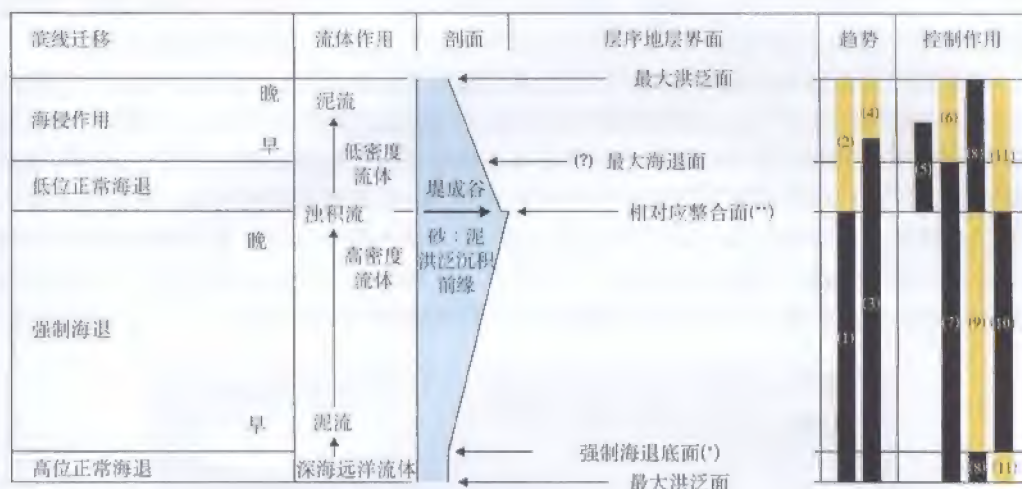 滨线迁移 流体作用 剖面 层序地层界面 趋势 控制作用
最大洪泛面
晚 泥流
海侵作用
早 低密度
流体
(?) 最大海退面
低位正常海退 堤成谷
浊积流 相对应整合面(**)
晚 高密度
流体
砂:泥
洪泛沉积
前缘
强制海退
早 泥流
强制海退底面(*)
高位正常海退 深海远洋流体
最大洪泛面
(4) (6)
(2) (8) (11)
(5)
(3)
(1) (7) (9) (10)
(8) (11)